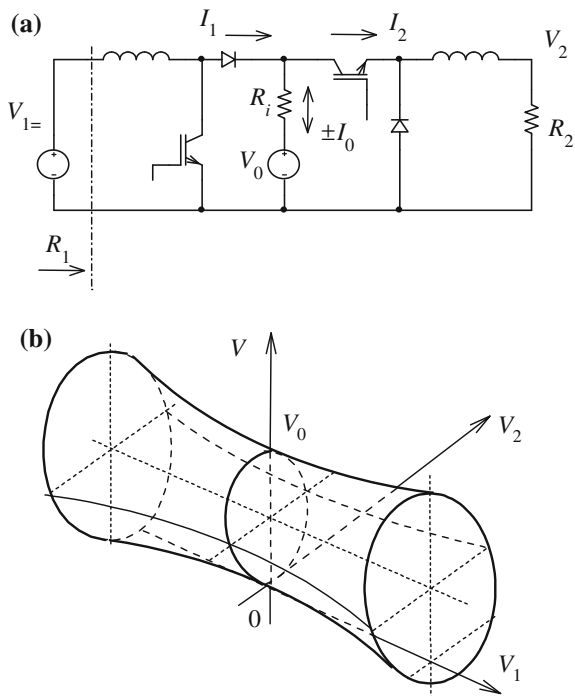 (a)
I₁
I₂
V₂
V₁₌
Rᵢ
±I₀
V₀
R₂
R₁
(b)
V
V₀
V₂
0
V₁